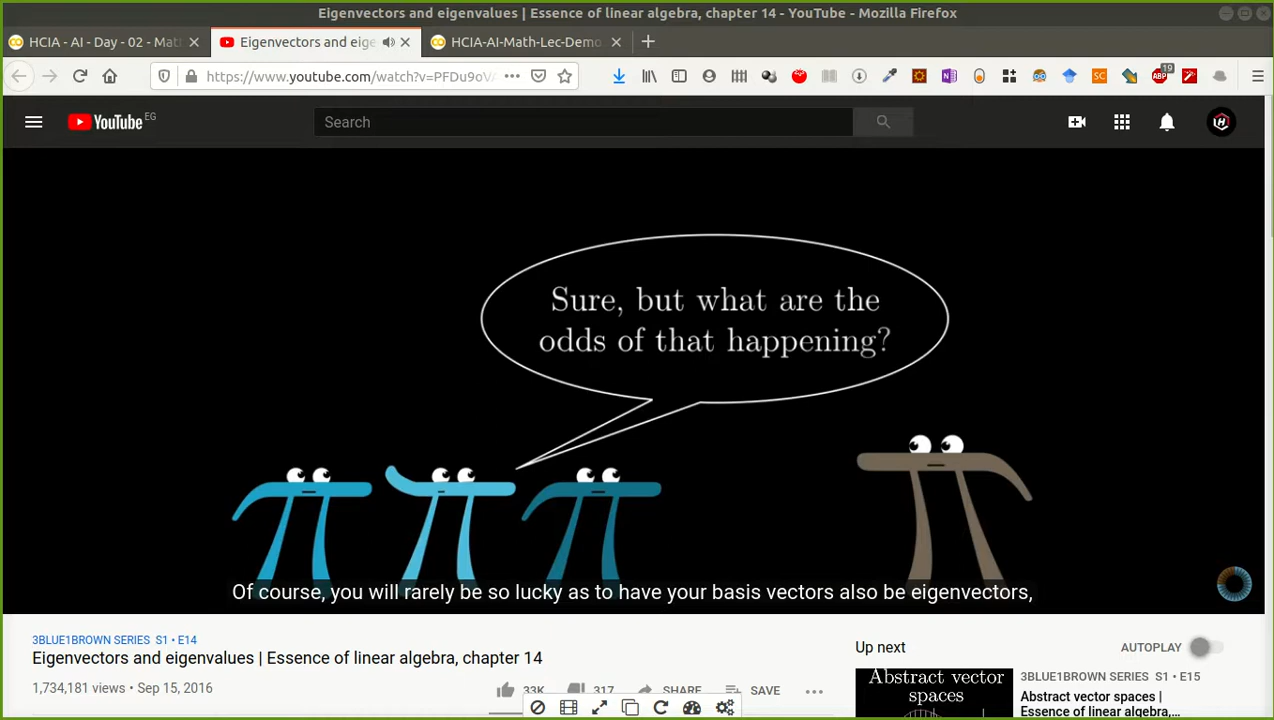 Eigenvectors and eigenvalues | Essence of linear algebra, chapter 14 - YouTube - Mozilla Firefox
HCIA - AI - Day - 02 - Mat
Eigenvectors and eige
HCIA-AI-Math-Lec-Demo.
https://www.youtube.com/watch?v=PFDu9oVA
SC
ABP
19
YouTube EG
Search
Sure, but what are the
odds of that happening?
Of course, you will rarely be so lucky as to have your basis vectors also be eigenvectors,
3BLUE1BROWN SERIES S1 • E14
Eigenvectors and eigenvalues | Essence of linear algebra, chapter 14
1,734,181 views • Sep 15, 2016
33K
317
SHARE
SAVE
Up next
AUTOPLAY
Abstract vector
spaces
3BLUE1BROWN SERIES S1 • E15
Abstract vector spaces |
Essence of linear algebra,...